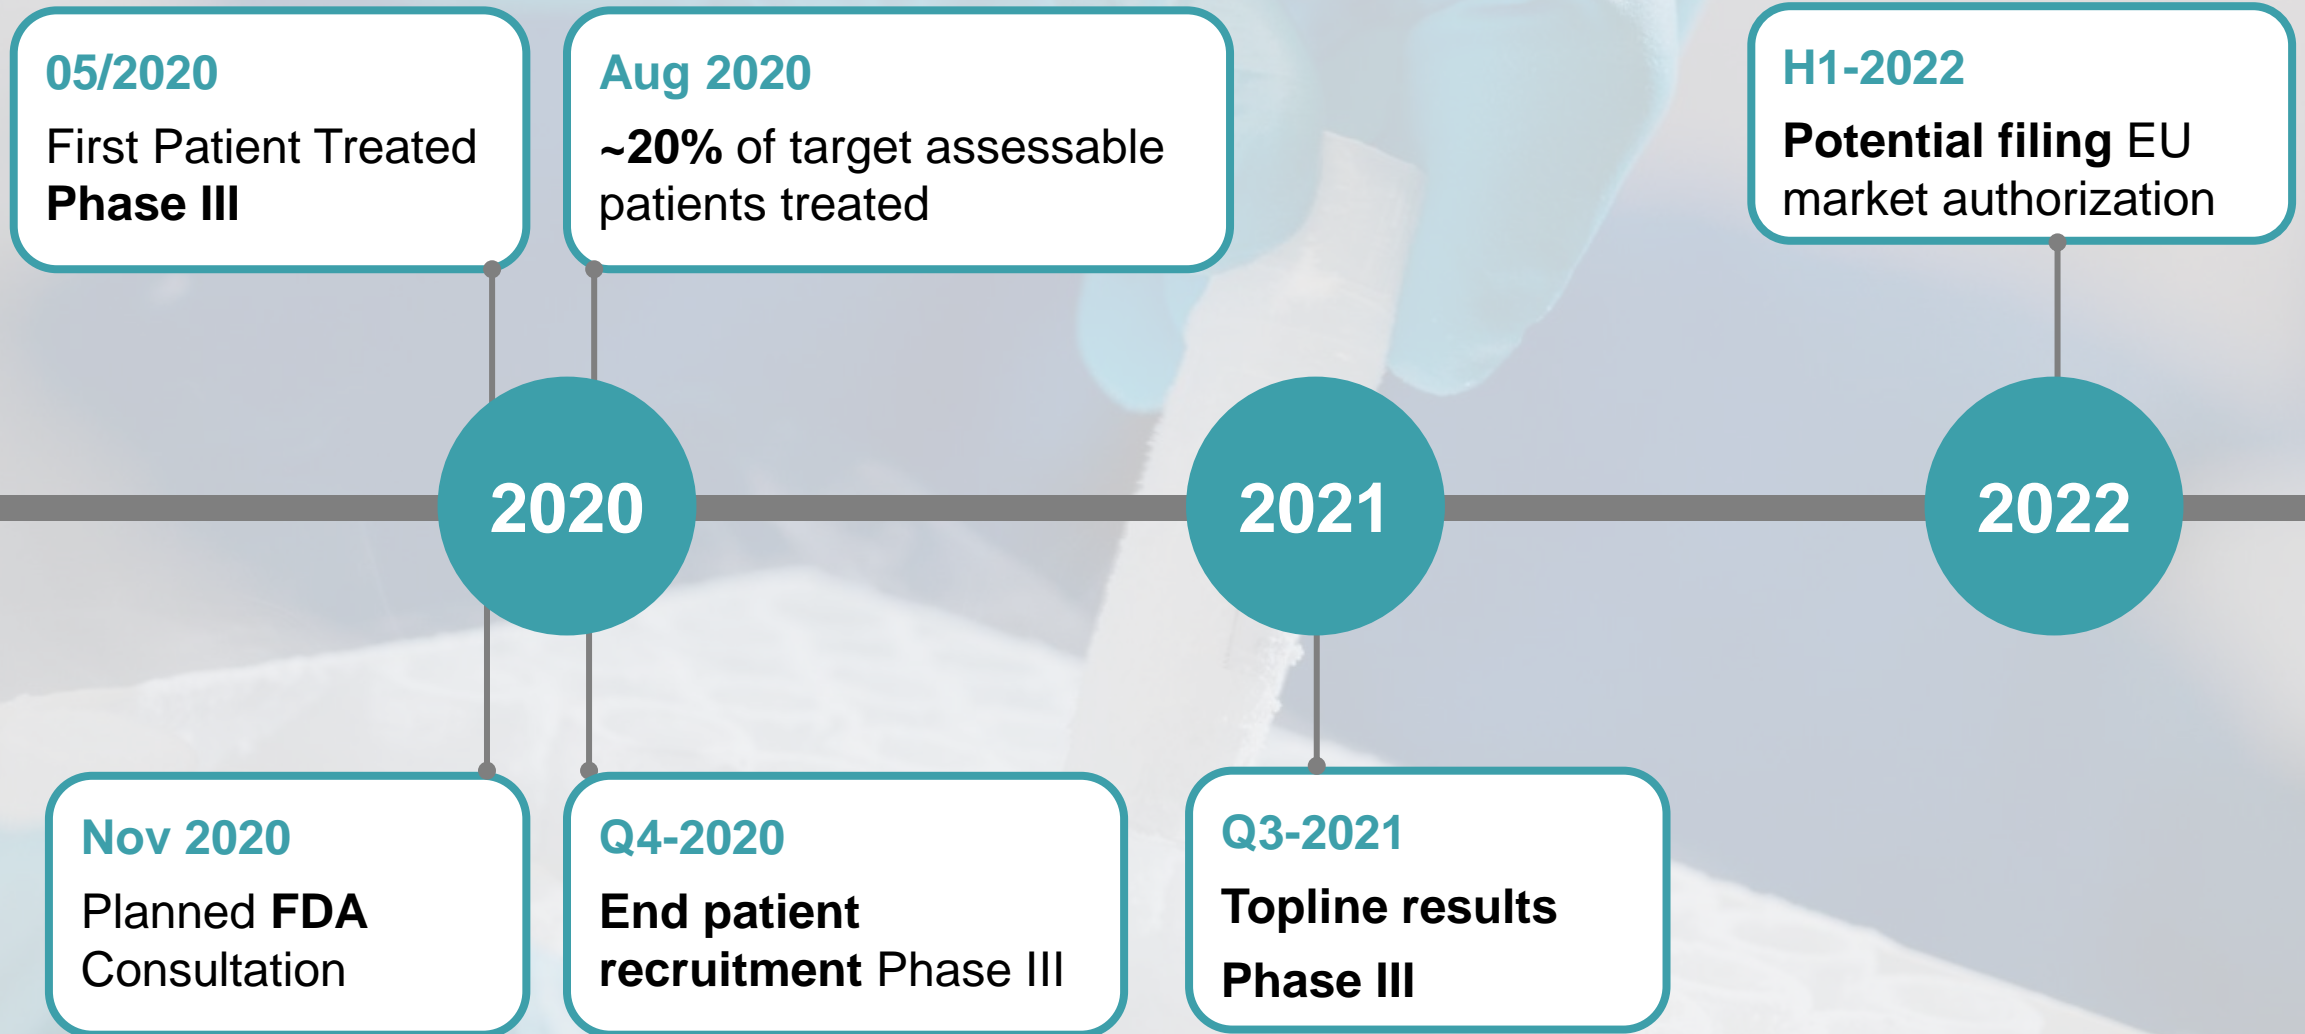 05/2020
First Patient Treated
Phase III
Aug 2020
~20% of target assessable
patients treated
H1-2022
Potential filing EU
market authorization
2020
2021
2022
Nov 2020
Planned FDA
Consultation
Q4-2020
End patient
recruitment Phase III
Q3-2021
Topline results
Phase III